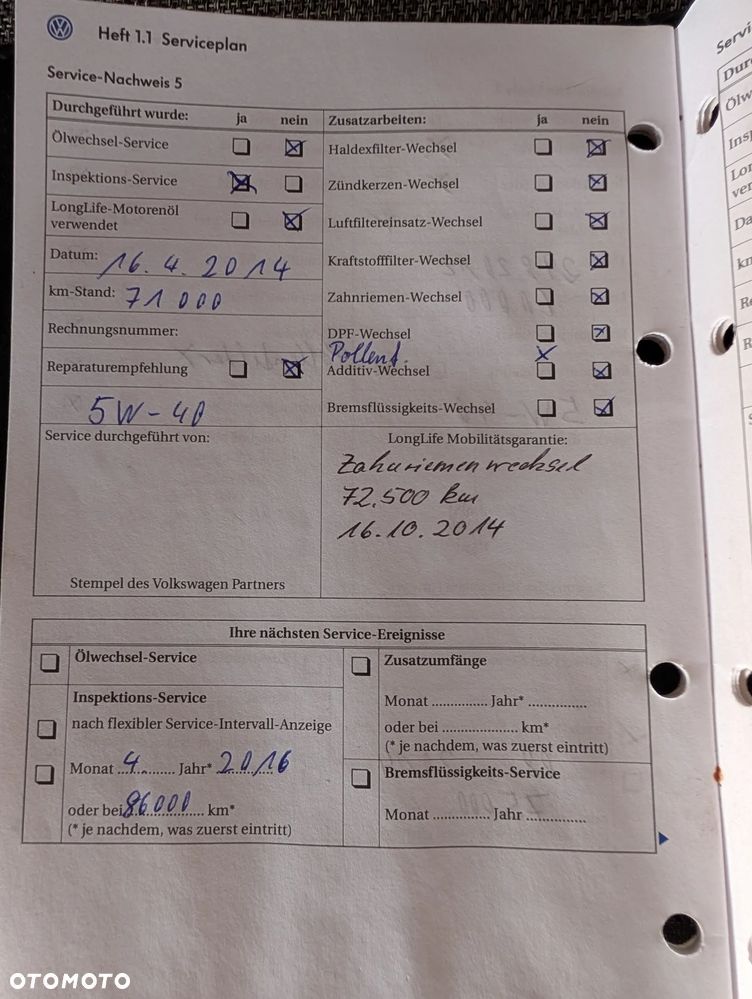 Heft 1.1 Serviceplan
Service-Nachweis 5
Durchgeführt wurde: ja nein
Ölwechsel-Service
Inspektions-Service
LongLife-Motorenöl
verwendet
Datum: 16.4.2014
km-Stand: 71000
Rechnungsnummer:
Reparaturempfehlung
5W-40
Service durchgeführt von:
Stempel des Volkswagen Partners
Zusatzarbeiten: ja nein
Haldexfilter-Wechsel
Zündkerzen-Wechsel
Luftfiltereinsatz-Wechsel
Kraftstofffilter-Wechsel
Zahnriemen-Wechsel
DPF-Wechsel
Pollenf. x
Additiv-Wechsel
Bremsflüssigkeits-Wechsel
LongLife Mobilitätsgarantie:
Zahnriemenwechsel
72.500 km
16.10.2014
Ihre nächsten Service-Ereignisse
Ölwechsel-Service
Inspektions-Service
nach flexibler Service-Intervall-Anzeige
Monat 4 Jahr* 2016
oder bei 86000 km*
(* je nachdem, was zuerst eintritt)
Zusatzumfänge
Monat .............. Jahr* ...............
oder bei .................... km*
(* je nachdem, was zuerst eintritt)
Bremsflüssigkeits-Service
Monat ............... Jahr ...............
OTOMOTO